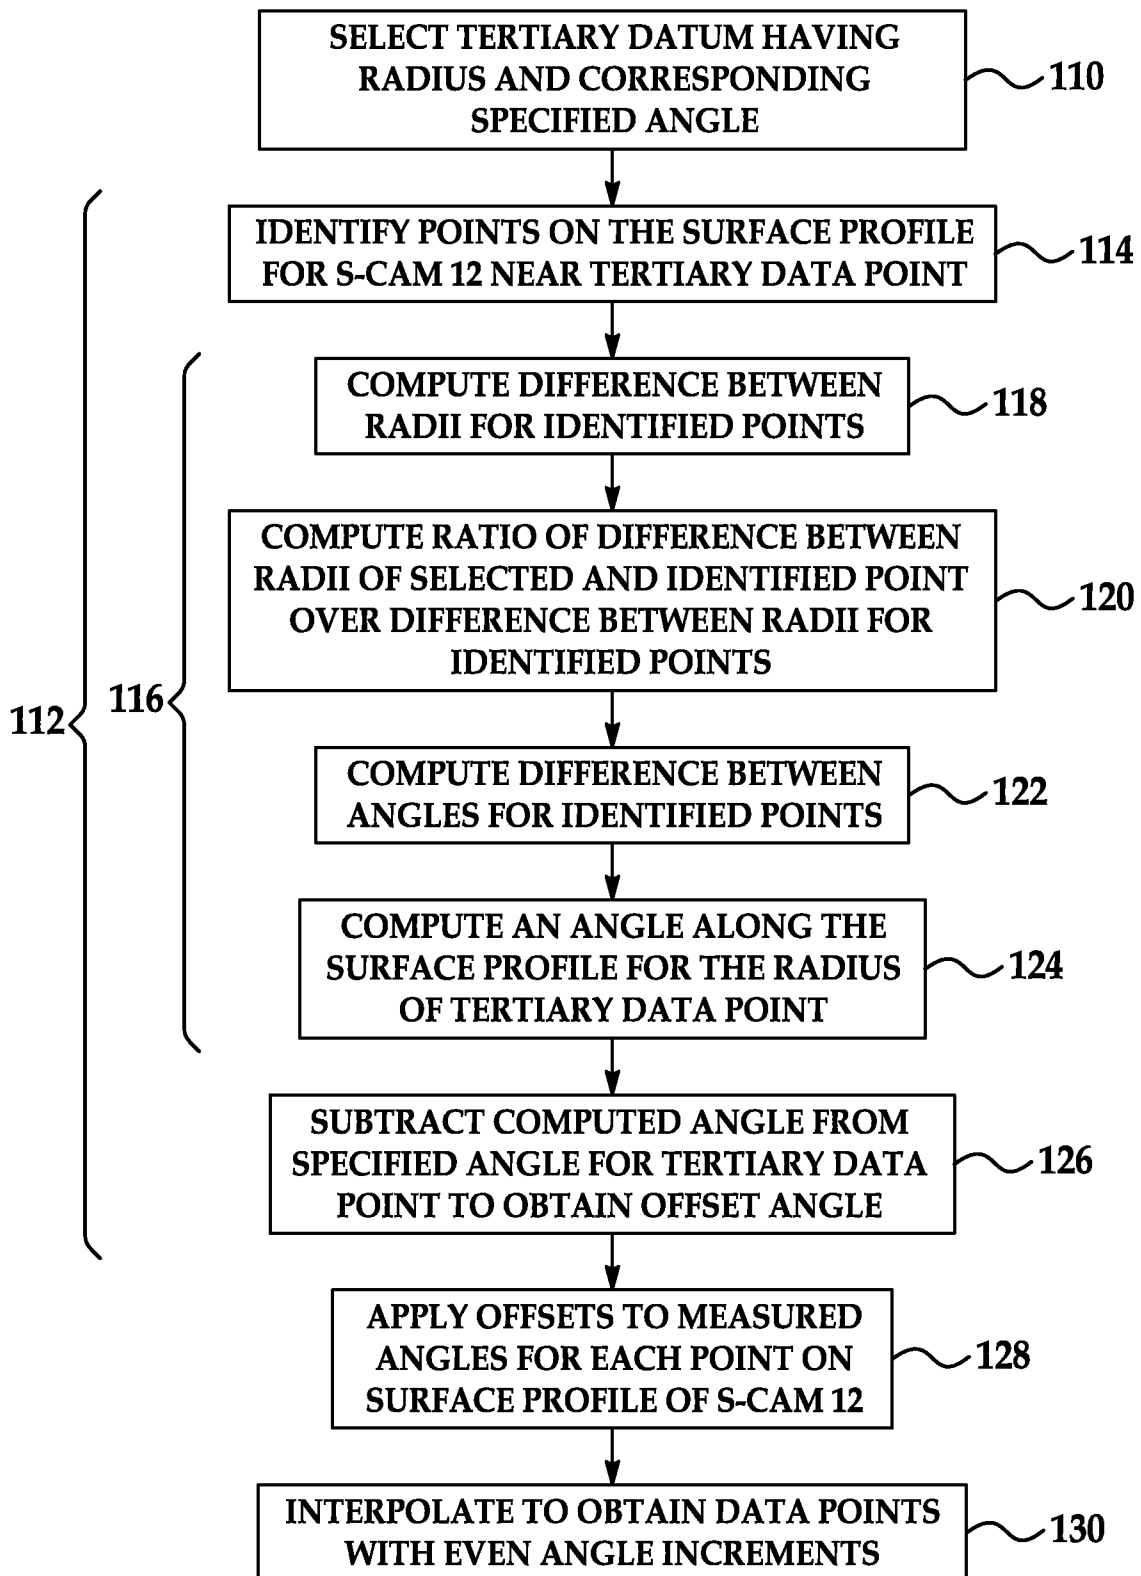 SELECT TERTIARY DATUM HAVING
RADIUS AND CORRESPONDING
SPECIFIED ANGLE
110
IDENTIFY POINTS ON THE SURFACE PROFILE
FOR S-CAM 12 NEAR TERTIARY DATA POINT
114
COMPUTE DIFFERENCE BETWEEN
RADII FOR IDENTIFIED POINTS
118
COMPUTE RATIO OF DIFFERENCE BETWEEN
RADII OF SELECTED AND IDENTIFIED POINT
OVER DIFFERENCE BETWEEN RADII FOR
IDENTIFIED POINTS
120
112
116
COMPUTE DIFFERENCE BETWEEN
ANGLES FOR IDENTIFIED POINTS
122
COMPUTE AN ANGLE ALONG THE
SURFACE PROFILE FOR THE RADIUS
OF TERTIARY DATA POINT
124
SUBTRACT COMPUTED ANGLE FROM
SPECIFIED ANGLE FOR TERTIARY DATA
POINT TO OBTAIN OFFSET ANGLE
126
APPLY OFFSETS TO MEASURED
ANGLES FOR EACH POINT ON
SURFACE PROFILE OF S-CAM 12
128
INTERPOLATE TO OBTAIN DATA POINTS
WITH EVEN ANGLE INCREMENTS
130